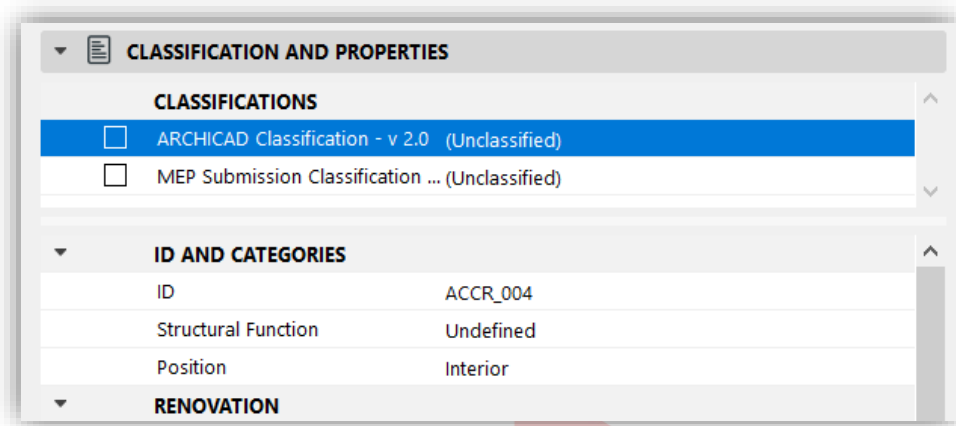 CLASSIFICATION AND PROPERTIES
CLASSIFICATIONS
ARCHICAD Classification - v 2.0 (Unclassified)
MEP Submission Classification ... (Unclassified)
ID AND CATEGORIES
ID ACCR_004
Structural Function Undefined
Position Interior
RENOVATION